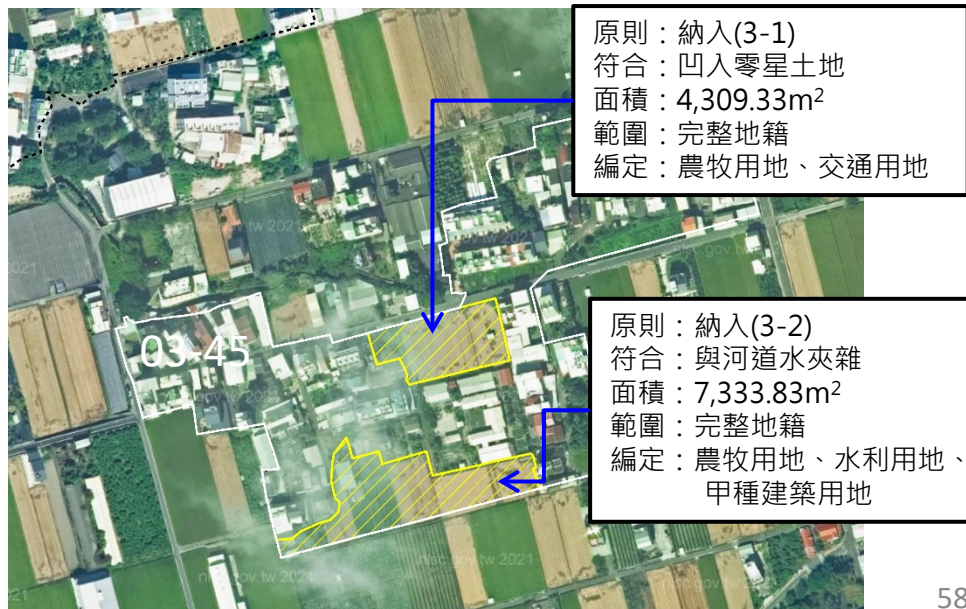 原則：納入(3-1)
符合：凹入零星土地
面積：4,309.33m²
範圍：完整地籍
編定：農牧用地、交通用地
03-45
原則：納入(3-2)
符合：與河道水夾雜
面積：7,333.83m²
範圍：完整地籍
編定：農牧用地、水利用地、
甲種建築用地
58